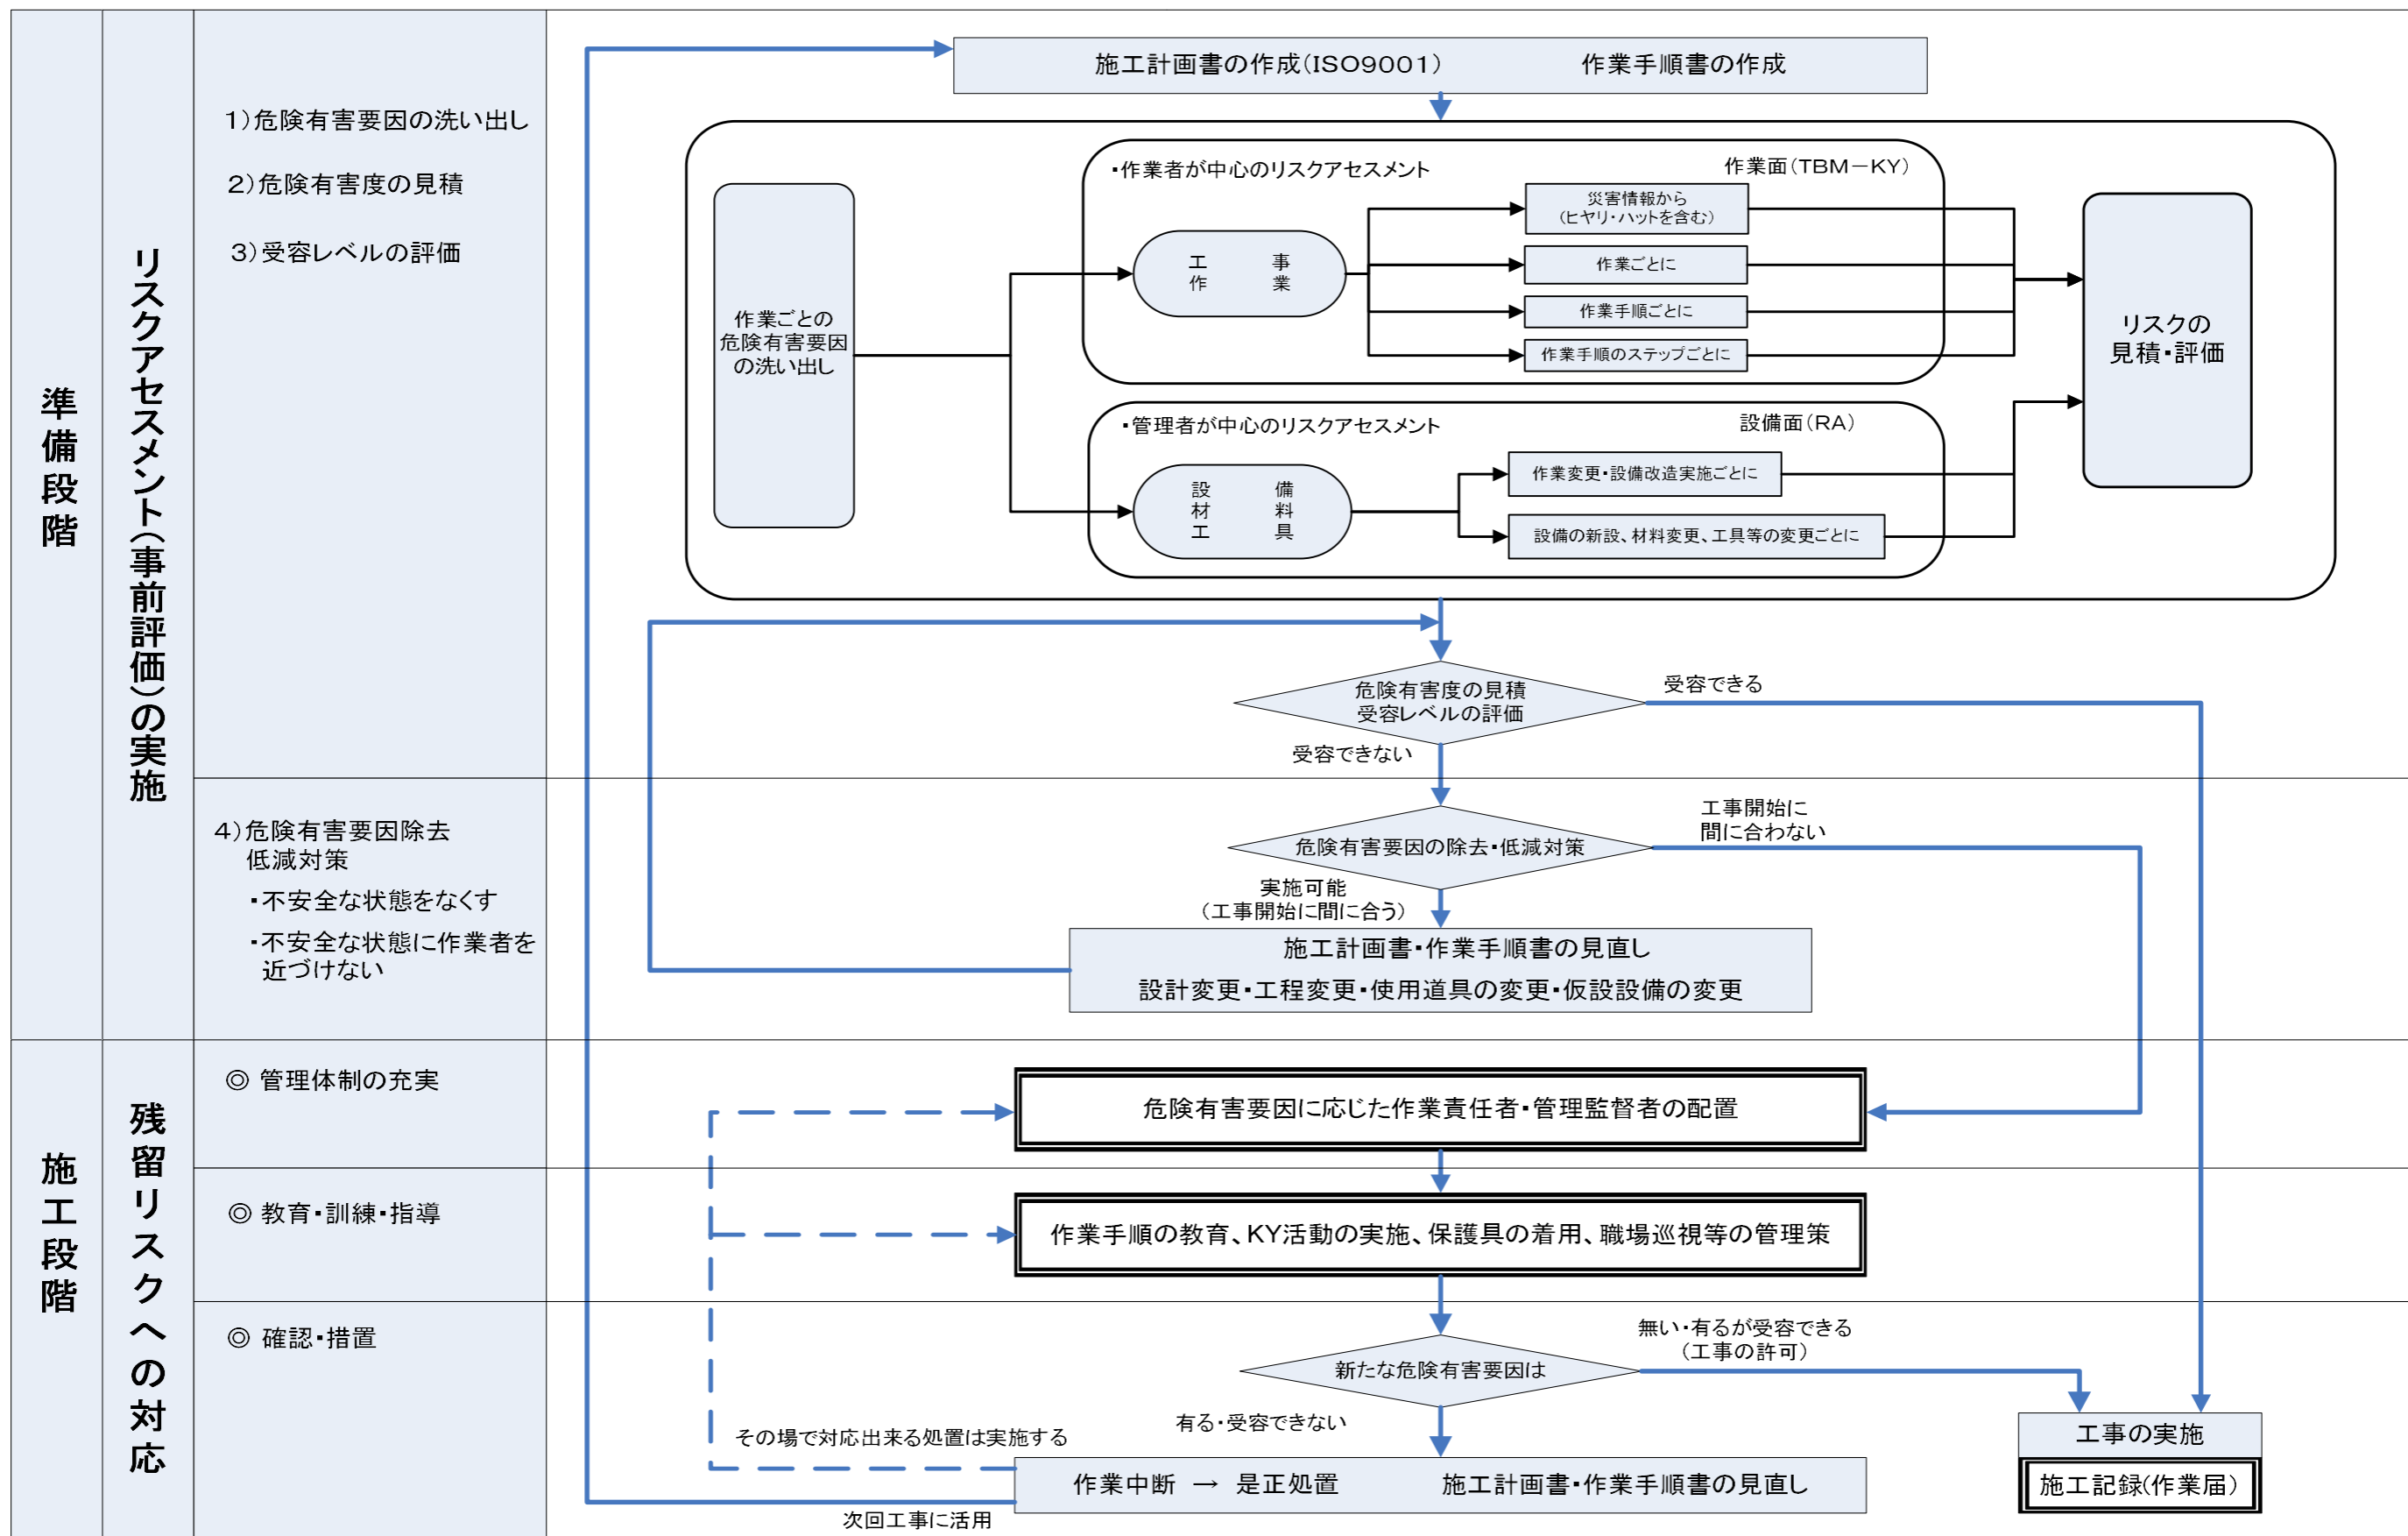 準備段階
リスクアセスメント(事前評価)の実施
1)危険有害要因の洗い出し
2)危険有害度の見積
3)受容レベルの評価
施工計画書の作成(ISO9001) 作業手順書の作成
作業ごとの
危険有害要因
の洗い出し
・作業者が中心のリスクアセスメント
作業面(TBM－KY)
工 事
作 業
災害情報から
(ヒヤリ・ハットを含む)
作業ごとに
作業手順ごとに
作業手順のステップごとに
・管理者が中心のリスクアセスメント
設備面(RA)
設 備
材 料
工 具
作業変更・設備改造実施ごとに
設備の新設、材料変更、工具等の変更ごとに
リスクの
見積・評価
危険有害度の見積
受容レベルの評価
受容できる
受容できない
4)危険有害要因除去
低減対策
・不安全な状態をなくす
・不安全な状態に作業者を
近づけない
危険有害要因の除去・低減対策
工事開始に
間に合わない
実施可能
(工事開始に間に合う)
施工計画書・作業手順書の見直し
設計変更・工程変更・使用道具の変更・仮設設備の変更
施工段階
残留リスクへの対応
◎ 管理体制の充実
危険有害要因に応じた作業責任者・管理監督者の配置
◎ 教育・訓練・指導
作業手順の教育、KY活動の実施、保護具の着用、職場巡視等の管理策
◎ 確認・措置
新たな危険有害要因は
無い・有るが受容できる
(工事の許可)
有る・受容できない
その場で対応出来る処置は実施する
作業中断 → 是正処置 施工計画書・作業手順書の見直し
次回工事に活用
工事の実施
施工記録(作業届)